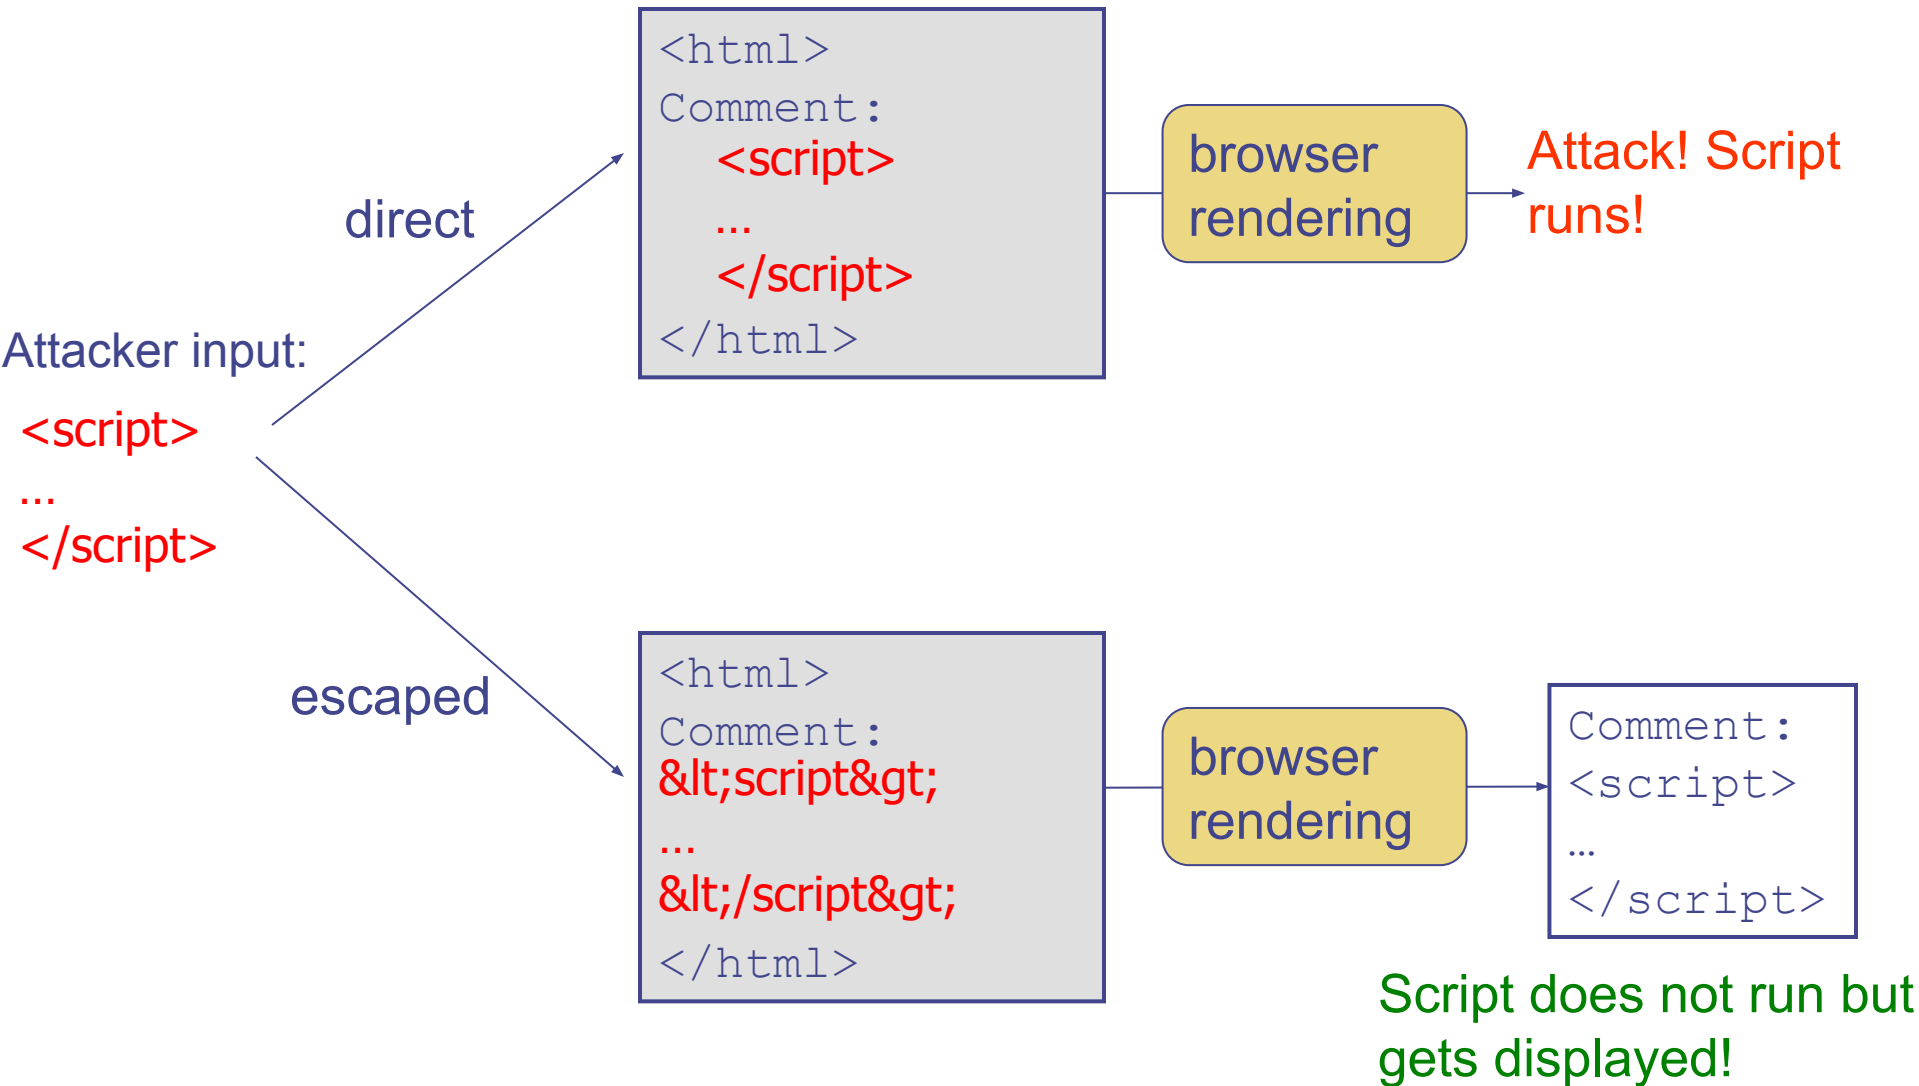 Attacker input:
<script>
...
</script>
direct
<html>
Comment:
<script>
...
</script>
</html>
browser
rendering
Attack! Script
runs!
escaped
<html>
Comment:
&lt;script&gt;
...
&lt;/script&gt;
</html>
browser
rendering
Comment:
<script>
...
</script>
Script does not run but
gets displayed!